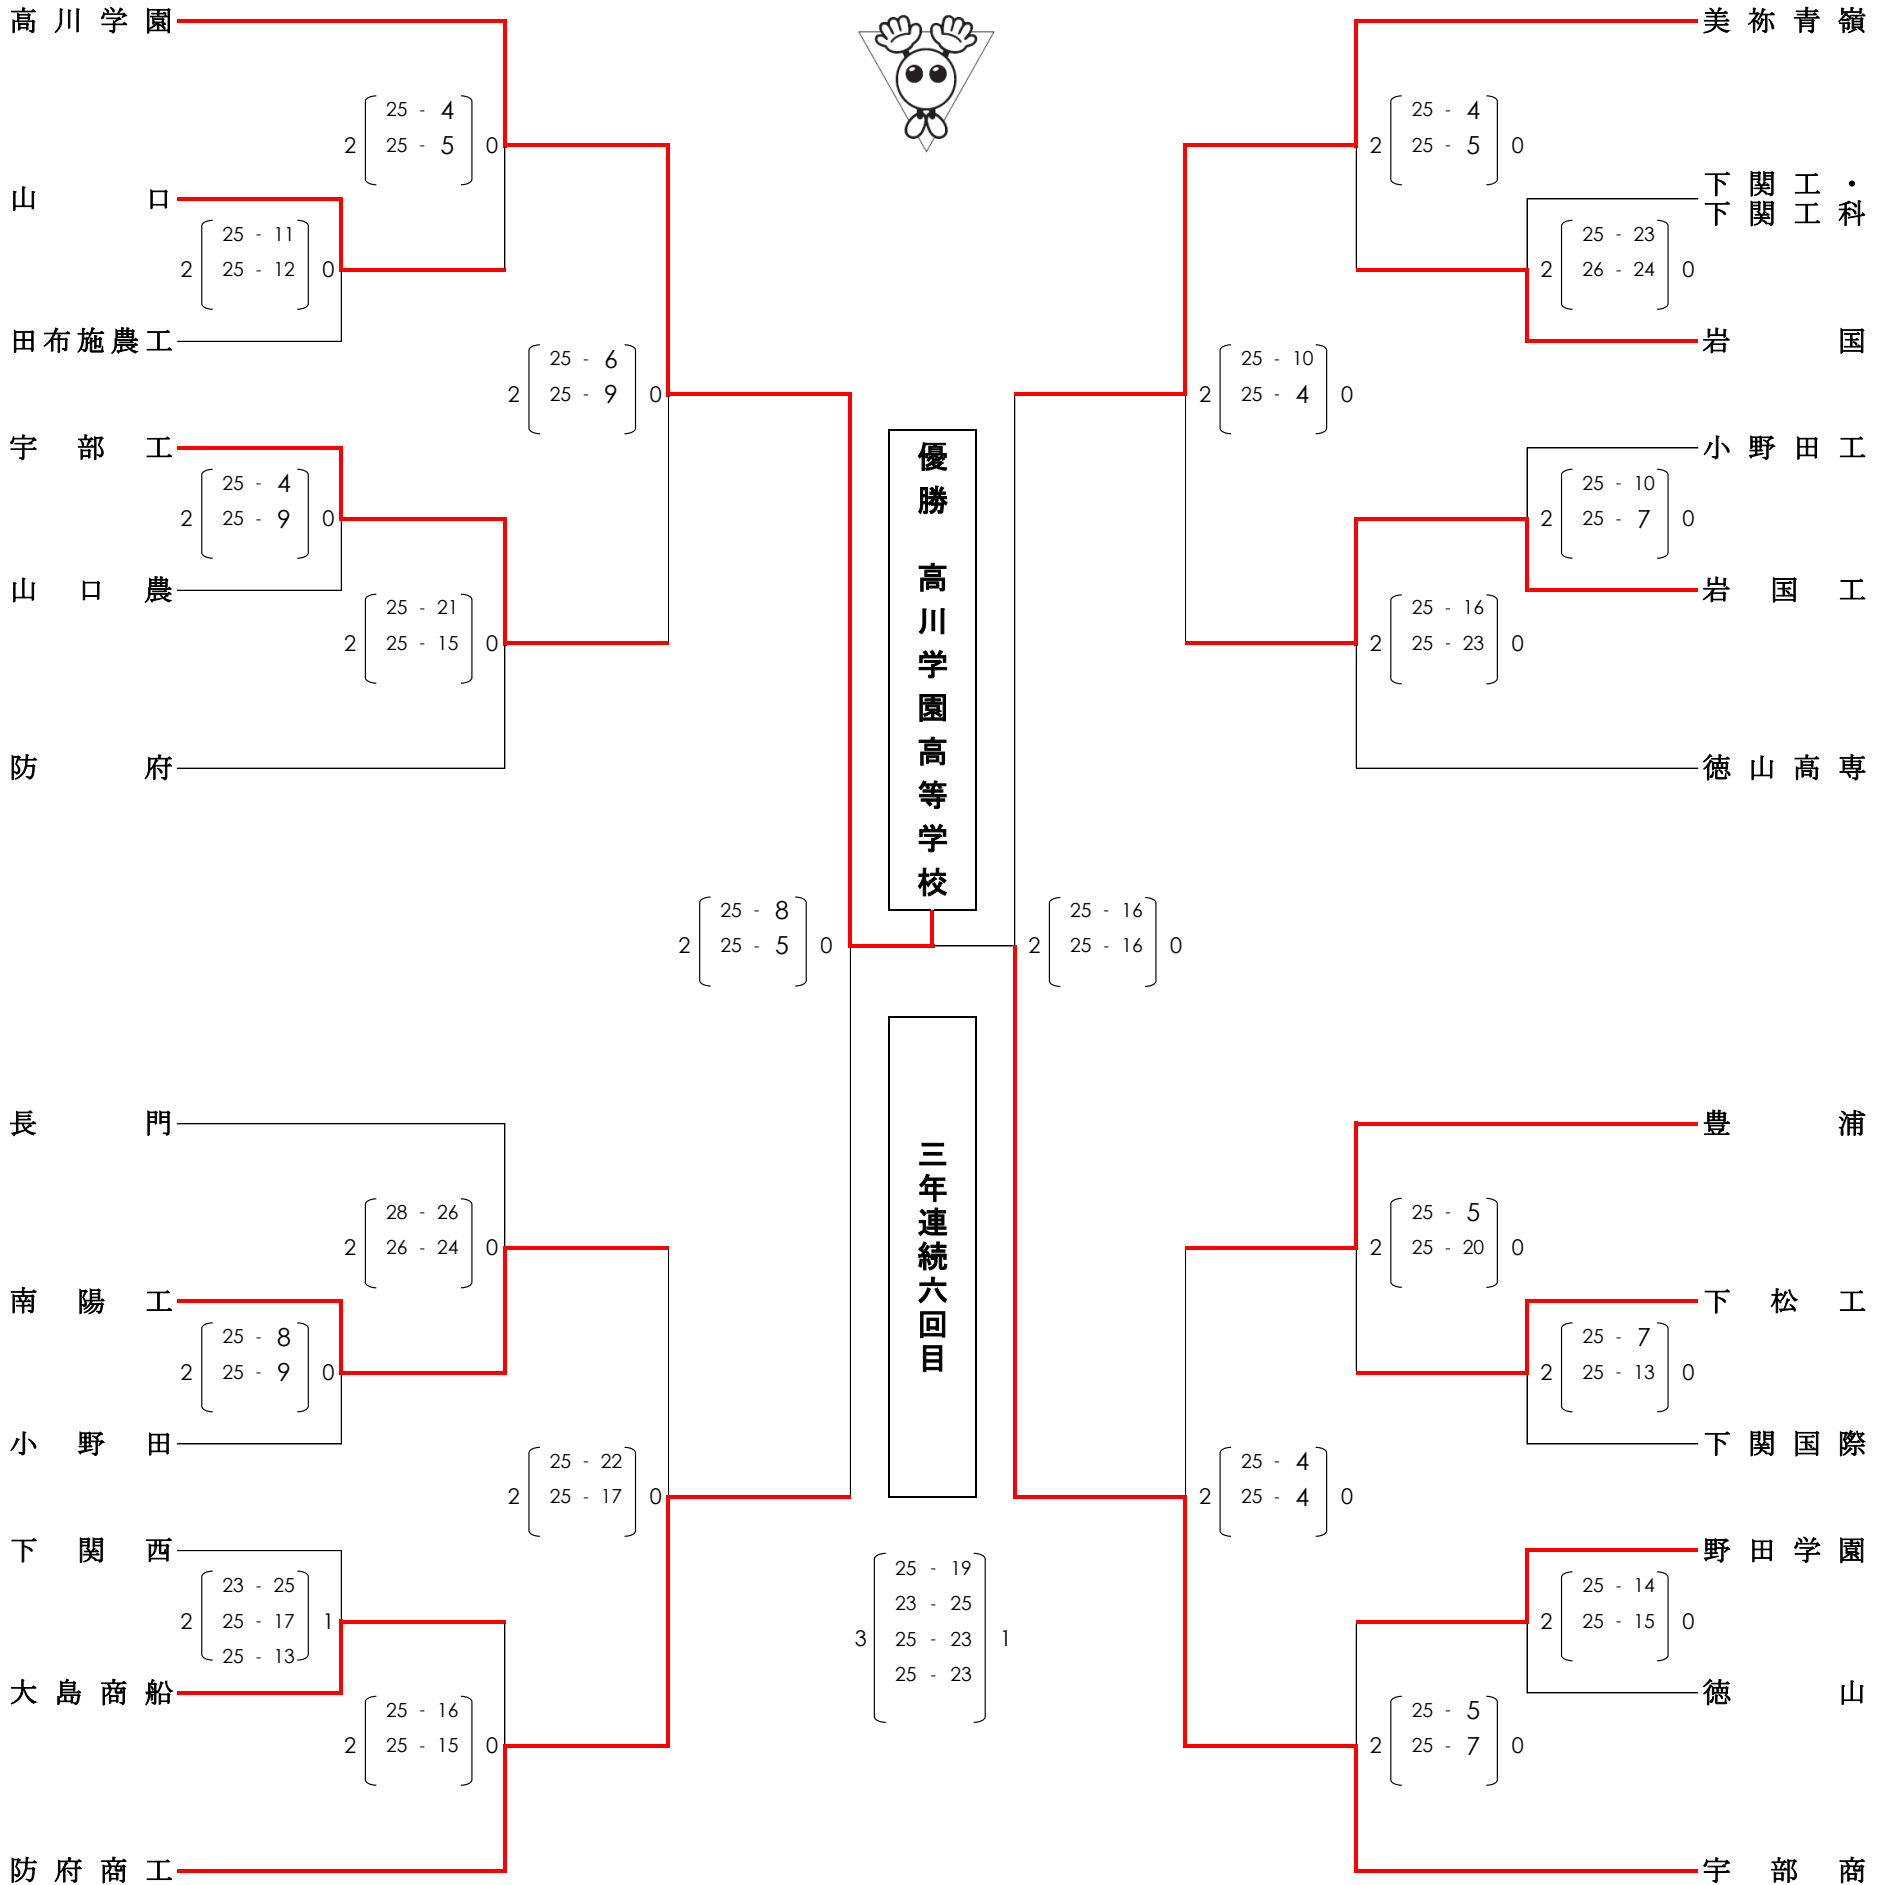 高川学園
25 - 4
2 25 - 5 0
山口
25 - 11
2 25 - 12 0
田布施農工
25 - 6
2 25 - 9 0
宇部工
25 - 4
2 25 - 9 0
山口農
25 - 21
2 25 - 15 0
防府
25 - 8
2 25 - 5 0
長門
28 - 26
2 26 - 24 0
南陽工
25 - 8
2 25 - 9 0
小野田
25 - 22
2 25 - 17 0
下関西
23 - 25
2 25 - 17 1
25 - 13
大島商船
25 - 16
2 25 - 15 0
防府商工
優勝 高川学園高等学校
三年連続六回目
25 - 19
23 - 25
3 25 - 23 1
25 - 23
美祢青嶺
25 - 4
2 25 - 5 0
下関工・
下関工科
25 - 23
2 26 - 24 0
岩国
25 - 10
2 25 - 4 0
小野田工
25 - 10
2 25 - 7 0
岩国工
25 - 16
2 25 - 23 0
徳山高専
25 - 16
2 25 - 16 0
豊浦
25 - 5
2 25 - 20 0
下松工
25 - 7
2 25 - 13 0
下関国際
25 - 4
2 25 - 4 0
野田学園
25 - 14
2 25 - 15 0
徳山
25 - 5
2 25 - 7 0
宇部商